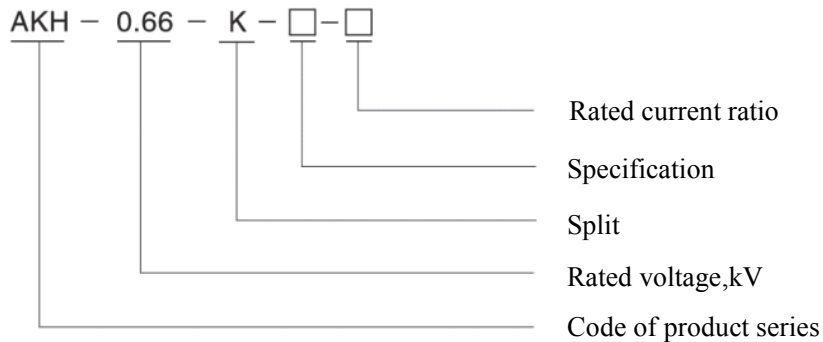 AKH – 0.66 – K – □ – □
Rated current ratio
Specification
Split
Rated voltage,kV
Code of product series